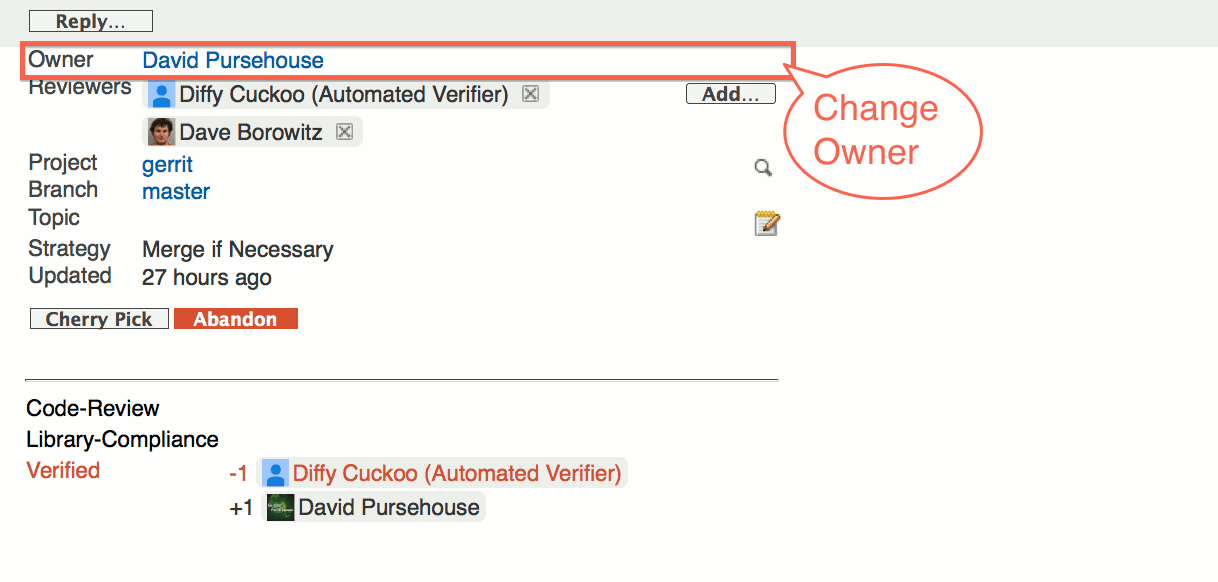 Reply...
Owner David Pursehouse
Reviewers Diffy Cuckoo (Automated Verifier) Add...
Change
Owner
Dave Borowitz
Project gerrit
Branch master
Topic
Strategy Merge if Necessary
Updated 27 hours ago
Cherry Pick Abandon
Code-Review
Library-Compliance
Verified -1 Diffy Cuckoo (Automated Verifier)
+1 David Pursehouse